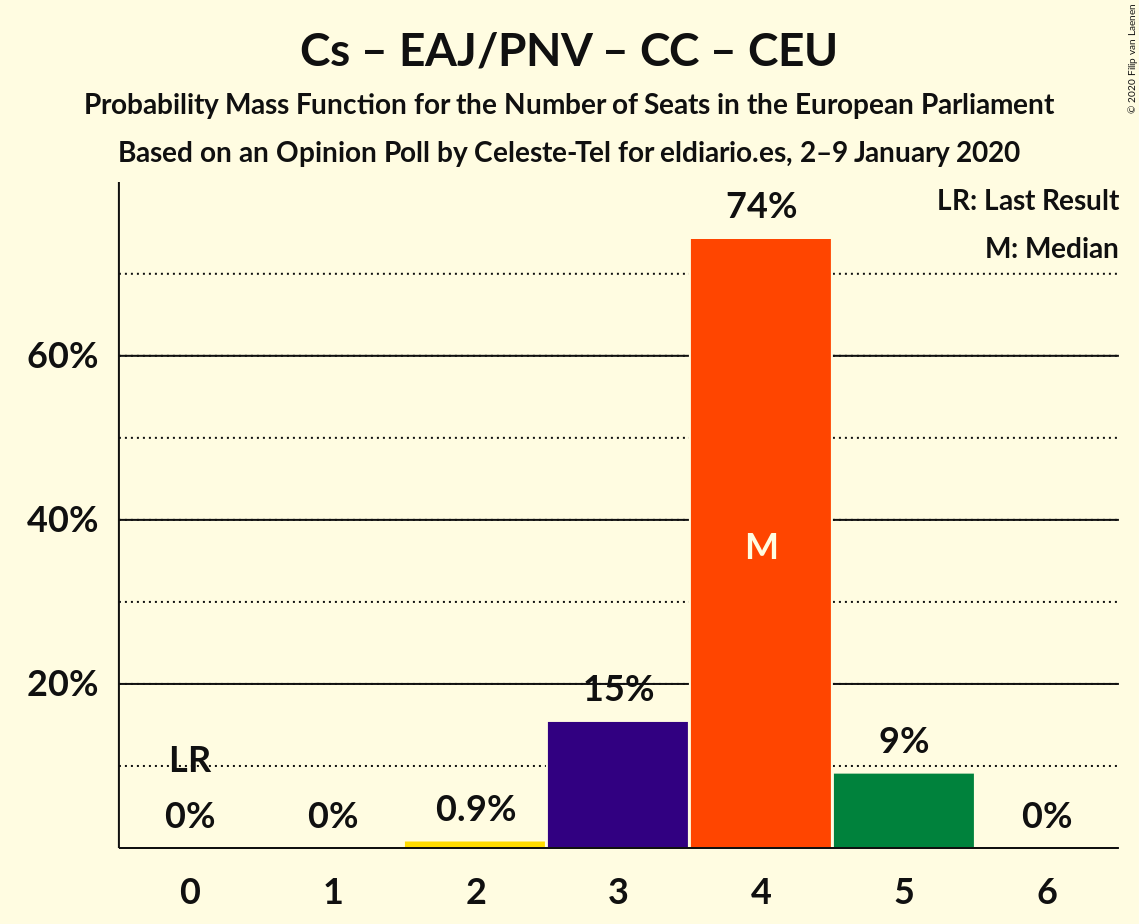 Cs – EAJ/PNV – CC – CEU
Probability Mass Function for the Number of Seats in the European Parliament
Based on an Opinion Poll by Celeste-Tel for eldiario.es, 2–9 January 2020
© 2020 Filip van Laenen
LR: Last Result
M: Median
74%
60%
40%
M
20%
15%
9%
LR
0%
0%
0.9%
0%
0
1
2
3
4
5
6